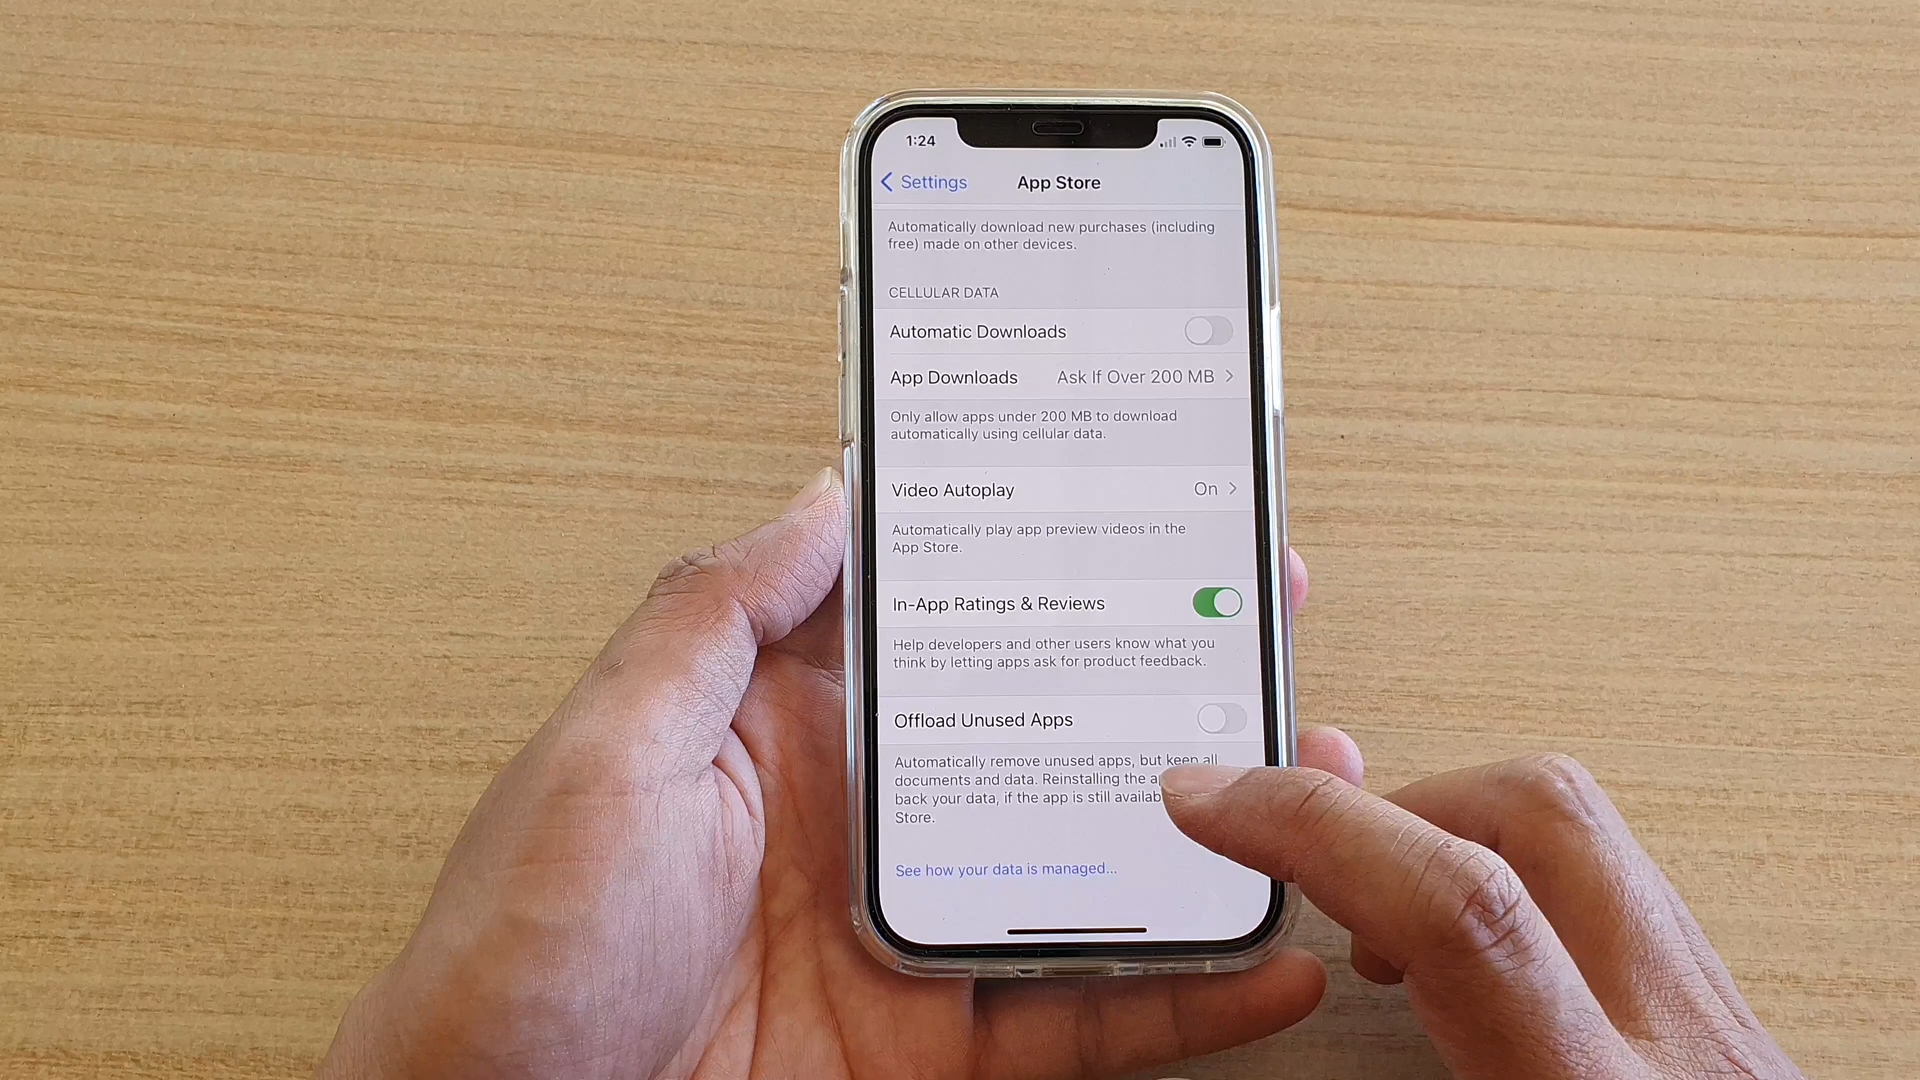 1:24
Settings
App Store
Automatically download new purchases (including
free) made on other devices.
CELLULAR DATA
Automatic Downloads
App Downloads Ask If Over 200 MB
Only allow apps under 200 MB to download
automatically using cellular data.
Video Autoplay On
Automatically play app preview videos in the
App Store.
In-App Ratings & Reviews
Help developers and other users know what you
think by letting apps ask for product feedback.
Offload Unused Apps
Automatically remove unused apps, but keep all
documents and data. Reinstalling the
back your data, if the app is still
Store.
See how your data is managed...